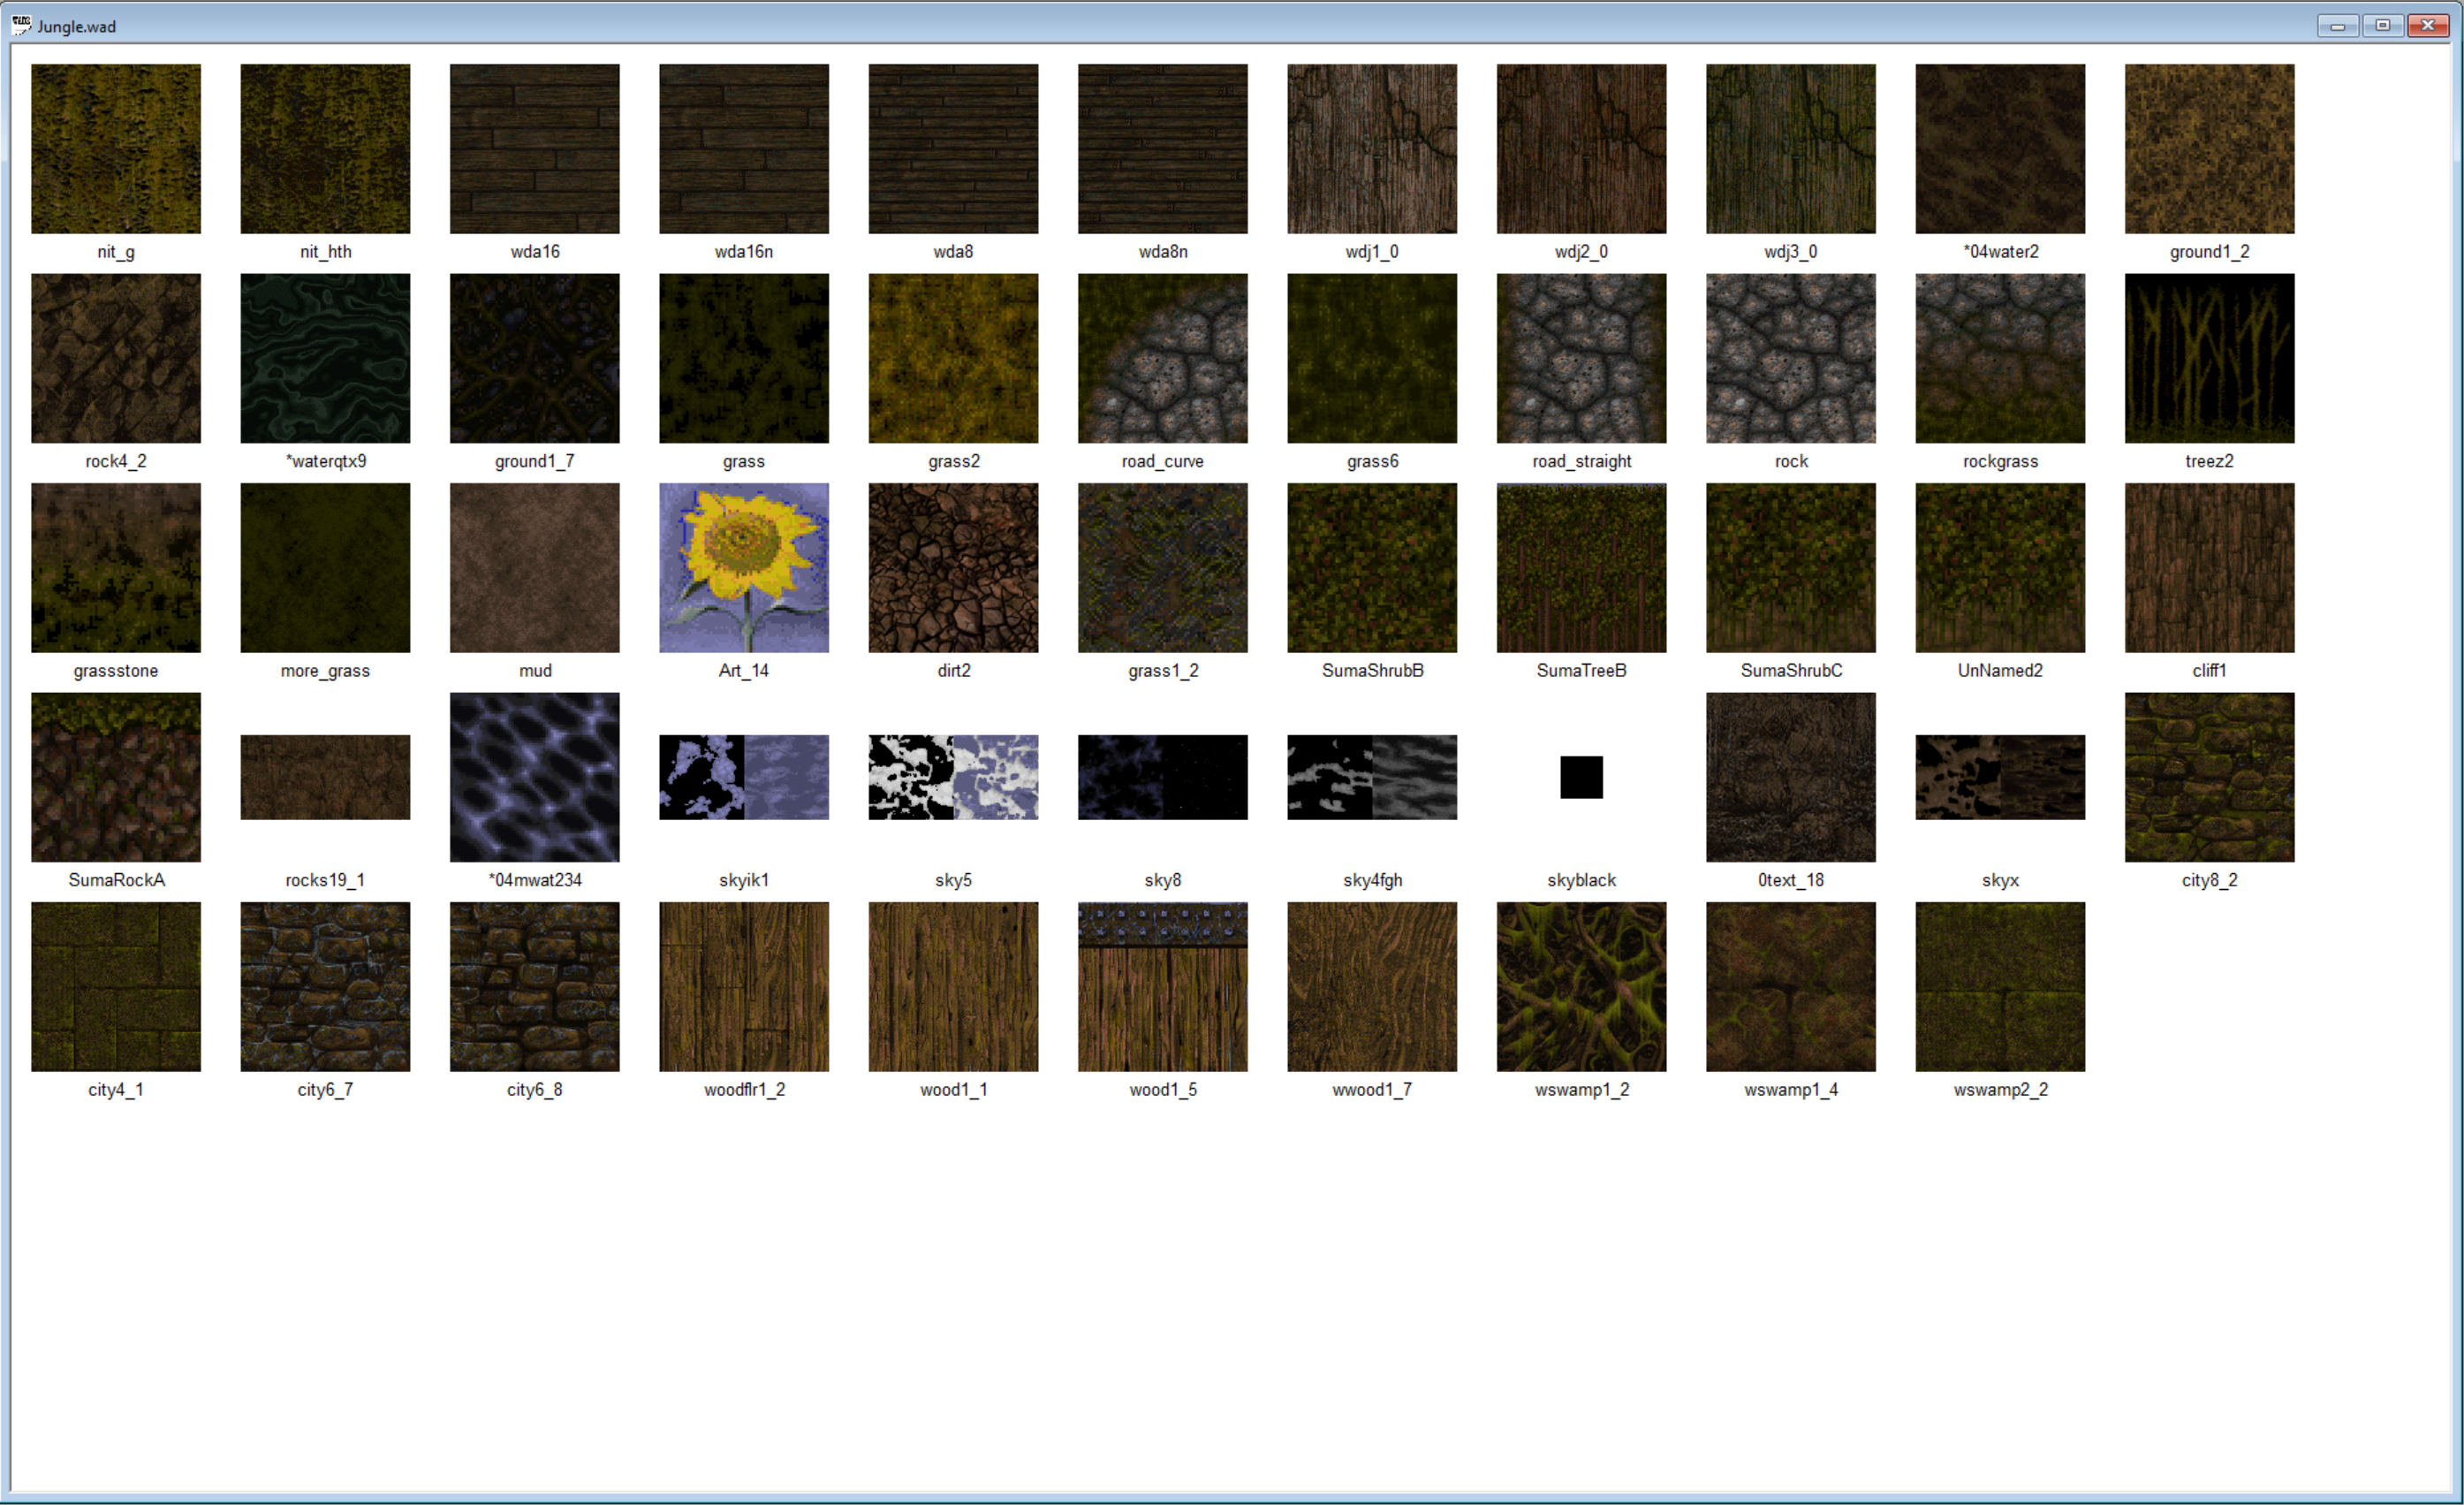 Jungle.wad
nit_g nit_hth wda16 wda16n wda8 wda8n wdj1_0 wdj2_0 wdj3_0 *04water2 ground1_2
rock4_2 *waterqtx9 ground1_7 grass grass2 road_curve grass6 road_straight rock rockgrass treez2
grassstone more_grass mud Art_14 dirt2 grass1_2 SumaShrubB SumaTreeB SumaShrubC UnNamed2 cliff1
SumaRockA rocks19_1 *04mwat234 skyik1 sky5 sky8 sky4fgh skyblack 0text_18 skyx city8_2
city4_1 city6_7 city6_8 woodflr1_2 wood1_1 wood1_5 wwood1_7 wswamp1_2 wswamp1_4 wswamp2_2